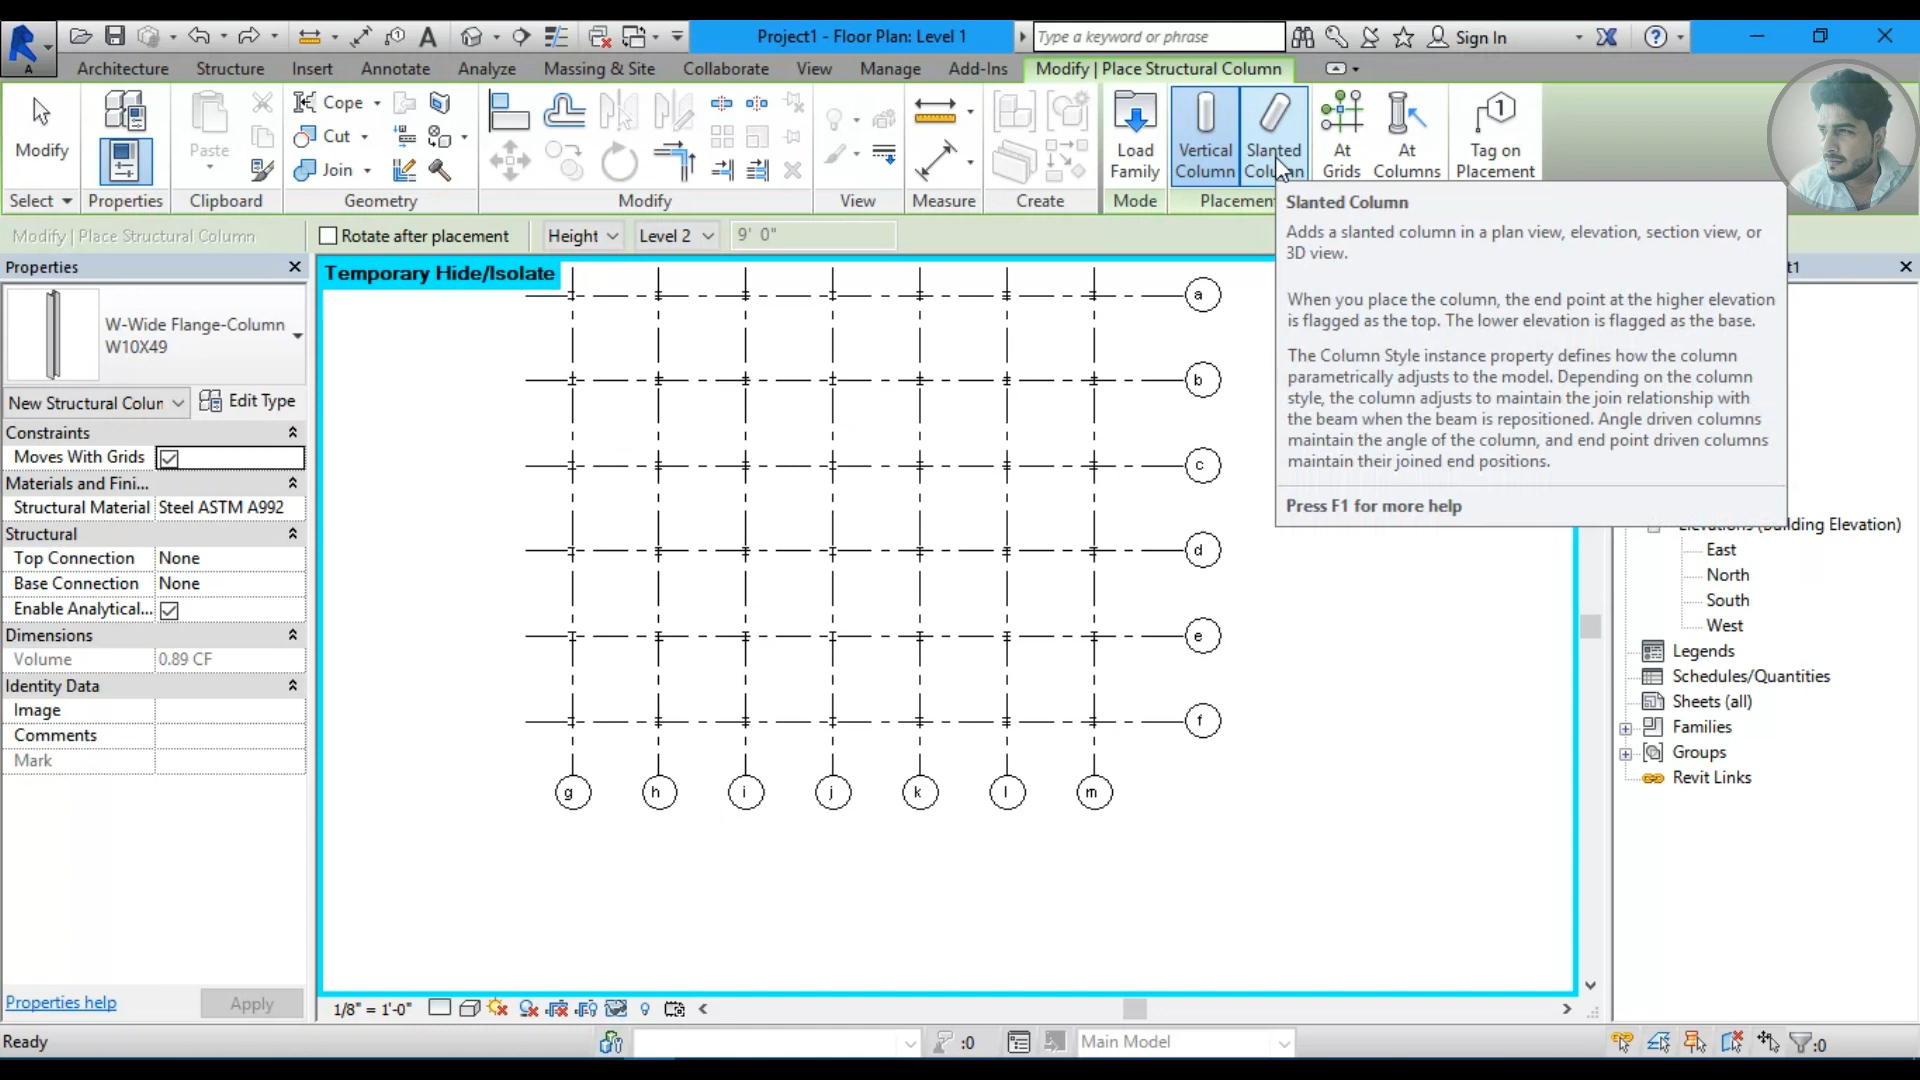 Project1 - Floor Plan: Level 1
Type a keyword or phrase
Sign In
A
Architecture
Structure
Insert
Annotate
Analyze
Massing & Site
Collaborate
View
Manage
Add-Ins
Modify | Place Structural Column
Modify
Paste
Cope
Cut
Join
Load Family
Vertical Column
Slanted Column
At Grids
At Columns
Tag on Placement
Select
Properties
Clipboard
Geometry
Modify
View
Measure
Create
Mode
Placement
Modify | Place Structural Column
Rotate after placement
Height
Level 2
9' 0"
Slanted Column
Adds a slanted column in a plan view, elevation, section view, or
3D view.
When you place the column, the end point at the higher elevation
is flagged as the top. The lower elevation is flagged as the base.
The Column Style instance property defines how the column
parametrically adjusts to the model. Depending on the column
style, the column adjusts to maintain the join relationship with
the beam when the beam is repositioned. Angle driven columns
maintain the angle of the column, and end point driven columns
maintain their joined end positions.
Press F1 for more help
Properties
W-Wide Flange-Column
W10X49
New Structural Colur
Edit Type
Constraints
Moves With Grids
Materials and Fini...
Structural Material Steel ASTM A992
Structural
Top Connection None
Base Connection None
Enable Analytical...
Dimensions
Volume 0.89 CF
Identity Data
Image
Comments
Mark
Properties help
Apply
Temporary Hide/Isolate
a
b
c
d
e
f
g h i j k l m
Elevations (Building Elevation)
East
North
South
West
Legends
Schedules/Quantities
Sheets (all)
Families
Groups
Revit Links
1/8" = 1'-0"
Ready
:0
Main Model
:0